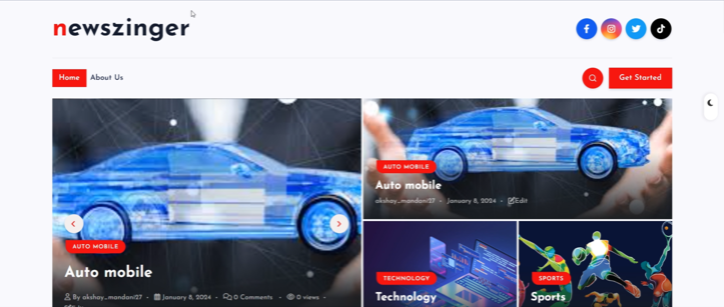 newszinger
Home About Us
Get Started
AUTO MOBILE
Auto mobile
By akshay_mandani27 - January 8, 2024 - 0 Comments - 0 views -
AUTO MOBILE
Auto mobile
akshay_mandani27 - January 8, 2024 - Edit
TECHNOLOGY
Technology
SPORTS
Sports